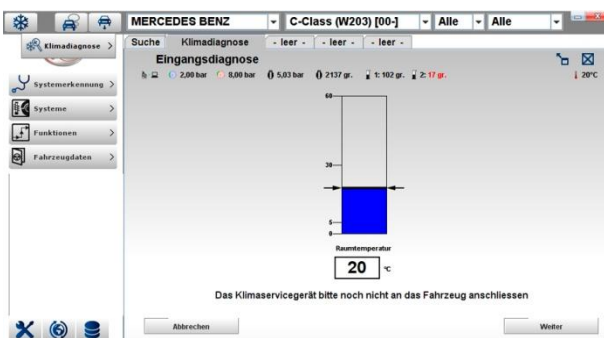 MERCEDES BENZ
C-Class (W203) [00-]
Alle
Alle
Klimadiagnose
Suche
Klimadiagnose
- leer -
- leer -
- leer -
Eingangsdiagnose
2,00 bar
8,00 bar
5,03 bar
2137 gr.
1: 102 gr.
2: 17 gr.
20°C
Systemerkennung
Systeme
Funktionen
Fahrzeugdaten
60
30
5
0
Raumtemperatur
20 °C
Das Klimaservicegerät bitte noch nicht an das Fahrzeug anschliessen
Abbrechen
Weiter